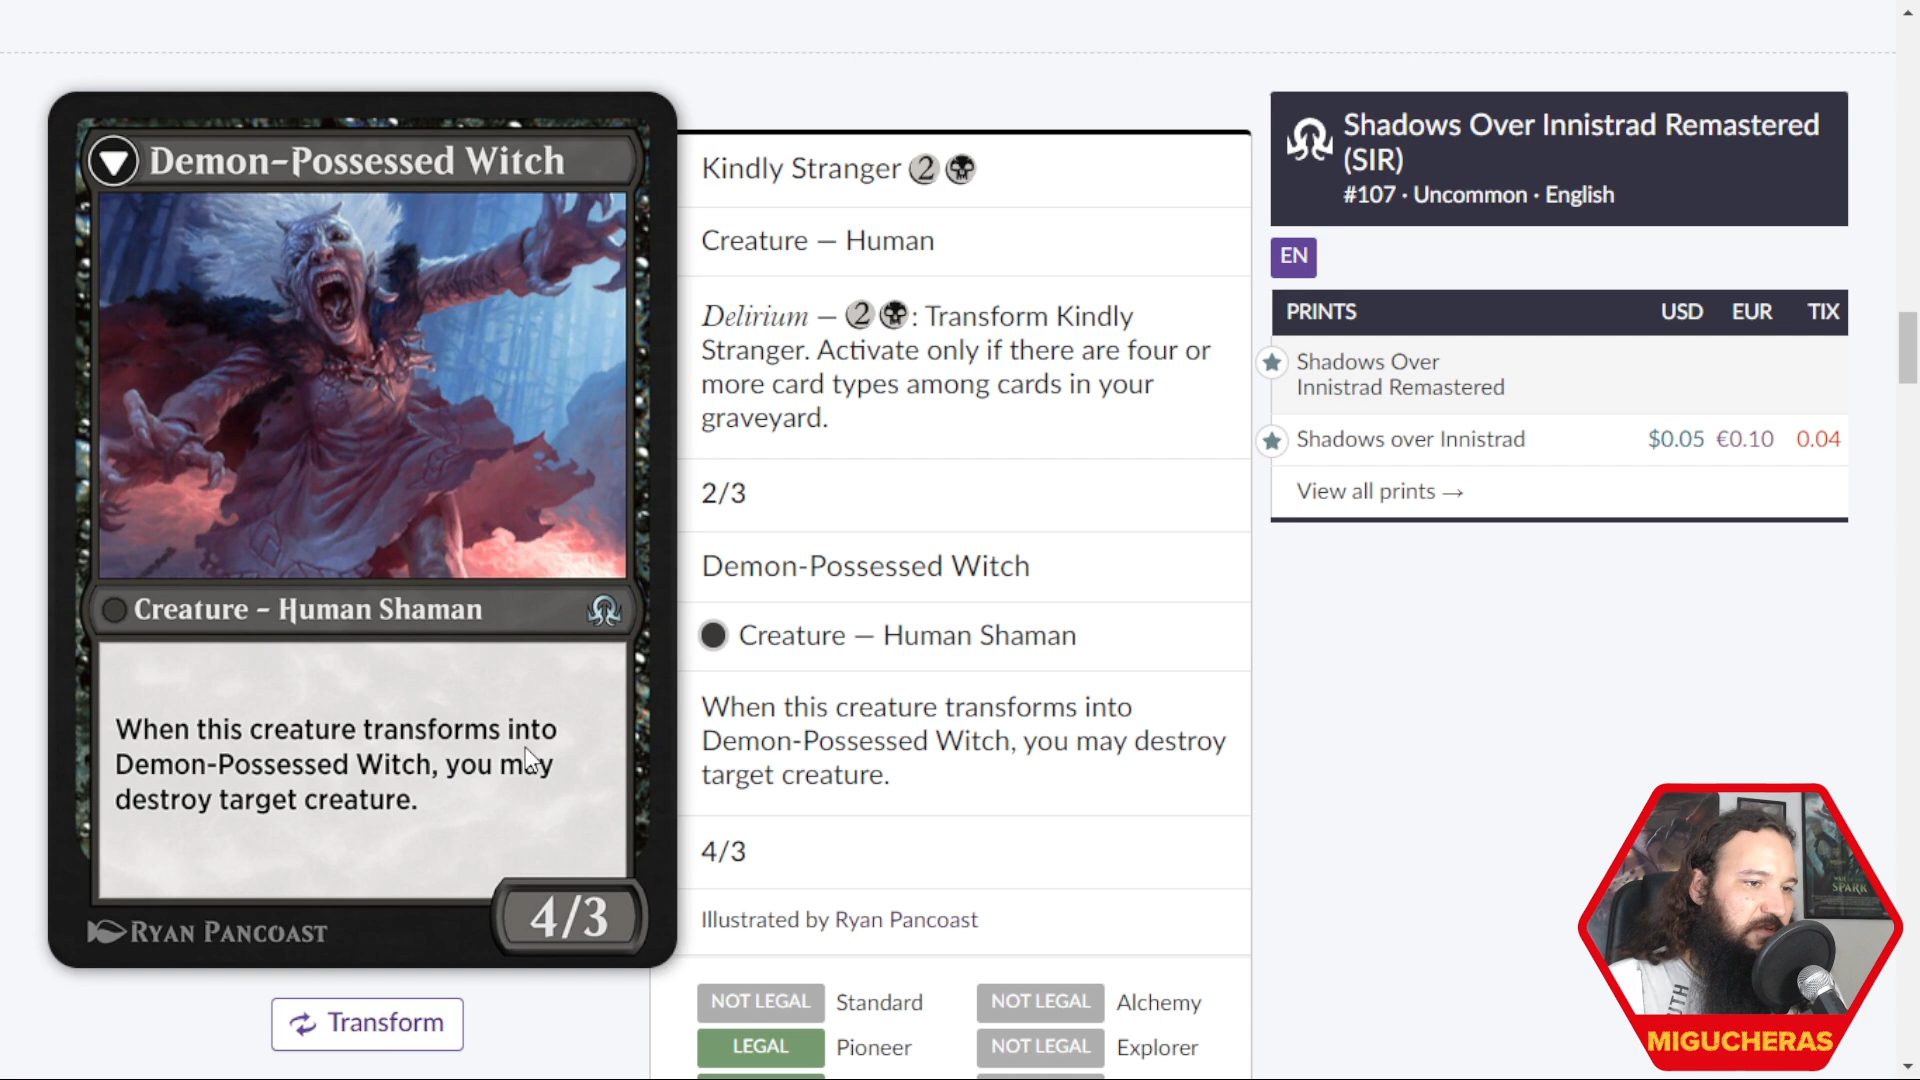 Demon-Possessed Witch
Creature – Human Shaman
When this creature transforms into
Demon-Possessed Witch, you may
destroy target creature.
4/3
Ryan Pancoast
Transform
Kindly Stranger 2
Creature — Human
Delirium — 2 : Transform Kindly
Stranger. Activate only if there are four or
more card types among cards in your
graveyard.
2/3
Demon-Possessed Witch
Creature — Human Shaman
When this creature transforms into
Demon-Possessed Witch, you may destroy
target creature.
4/3
Illustrated by Ryan Pancoast
NOT LEGAL Standard NOT LEGAL Alchemy
LEGAL Pioneer NOT LEGAL Explorer
Shadows Over Innistrad Remastered
(SIR)
#107 · Uncommon · English
EN
PRINTS USD EUR TIX
Shadows Over
Innistrad Remastered
Shadows over Innistrad $0.05 €0.10 0.04
View all prints →
SPARK
UTH
MIGUCHERAS